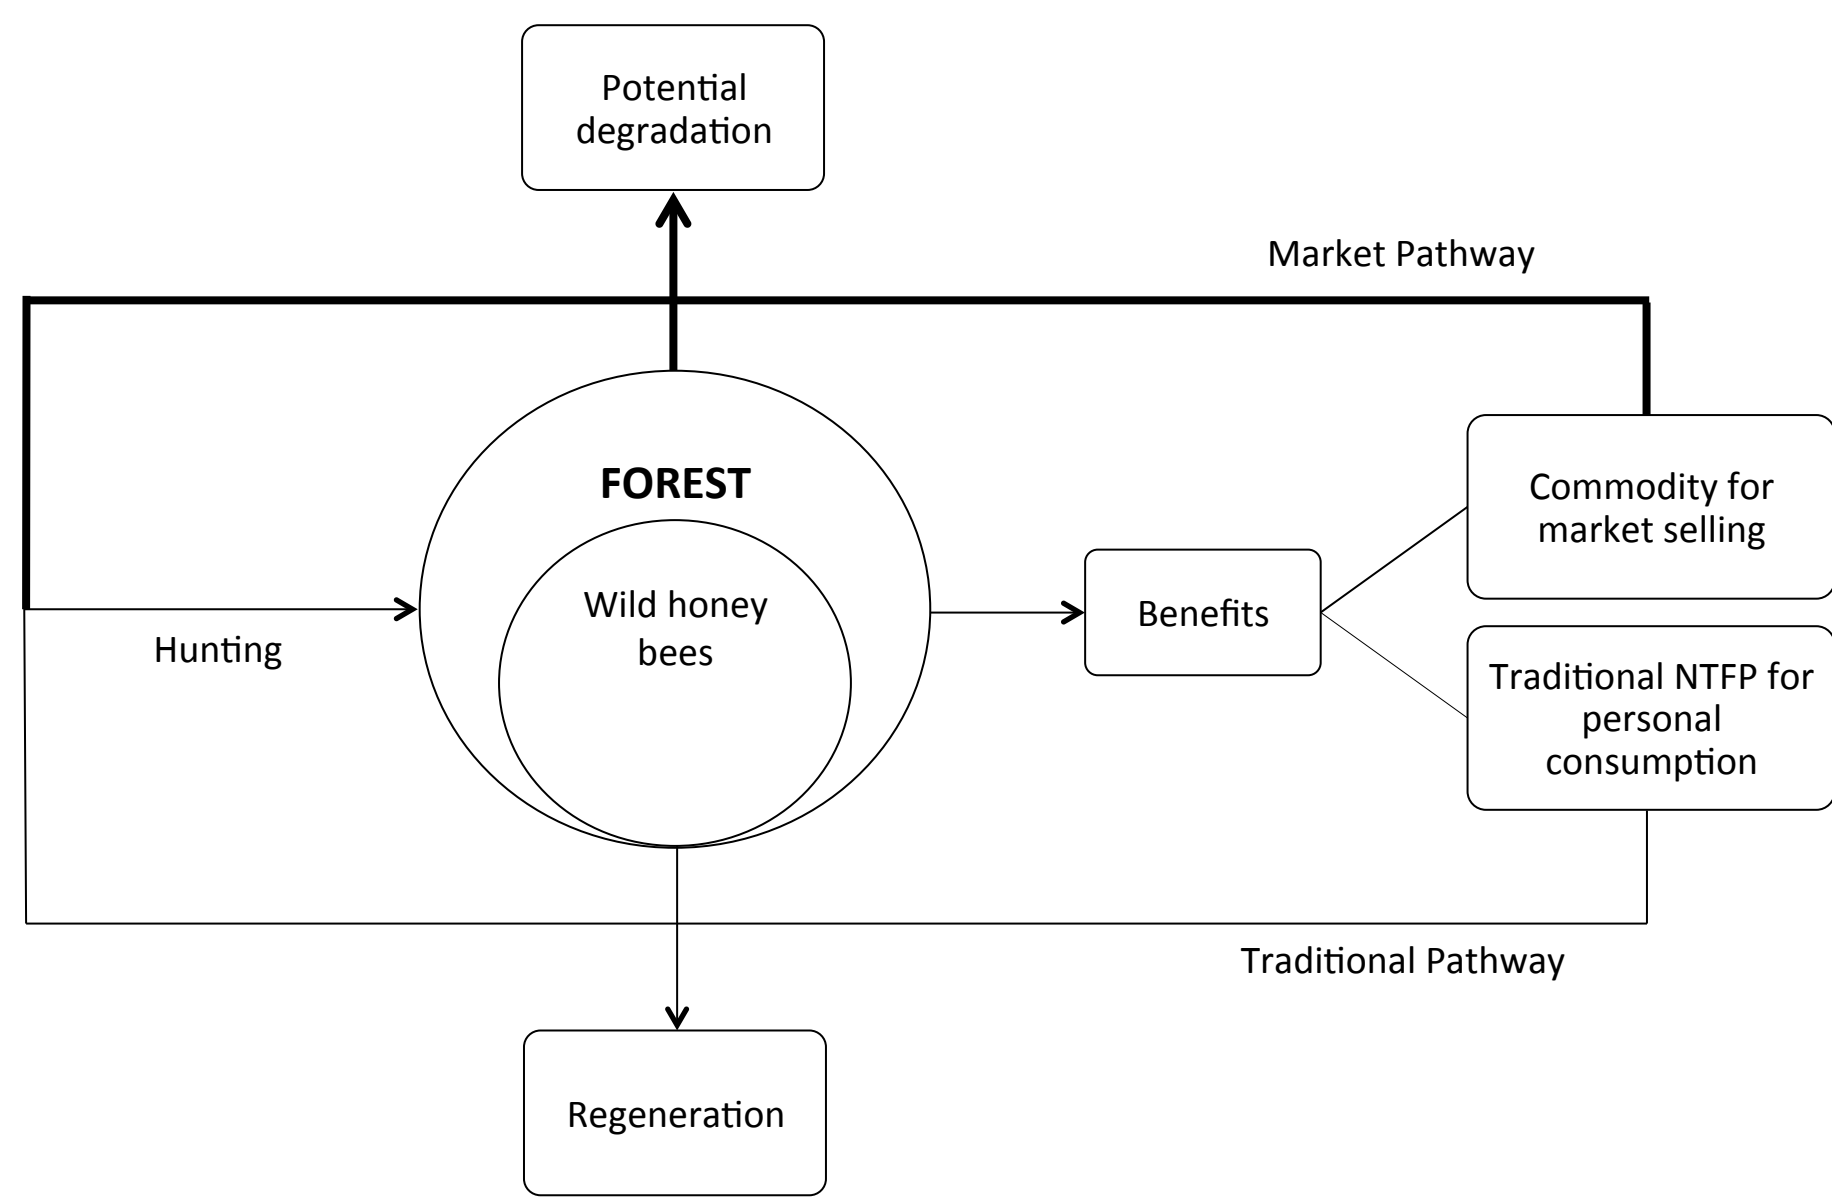 Potential
degradation
Market Pathway
FOREST
Wild honey
bees
Hunting
Benefits
Commodity for
market selling
Traditional NTFP for
personal
consumption
Traditional Pathway
Regeneration